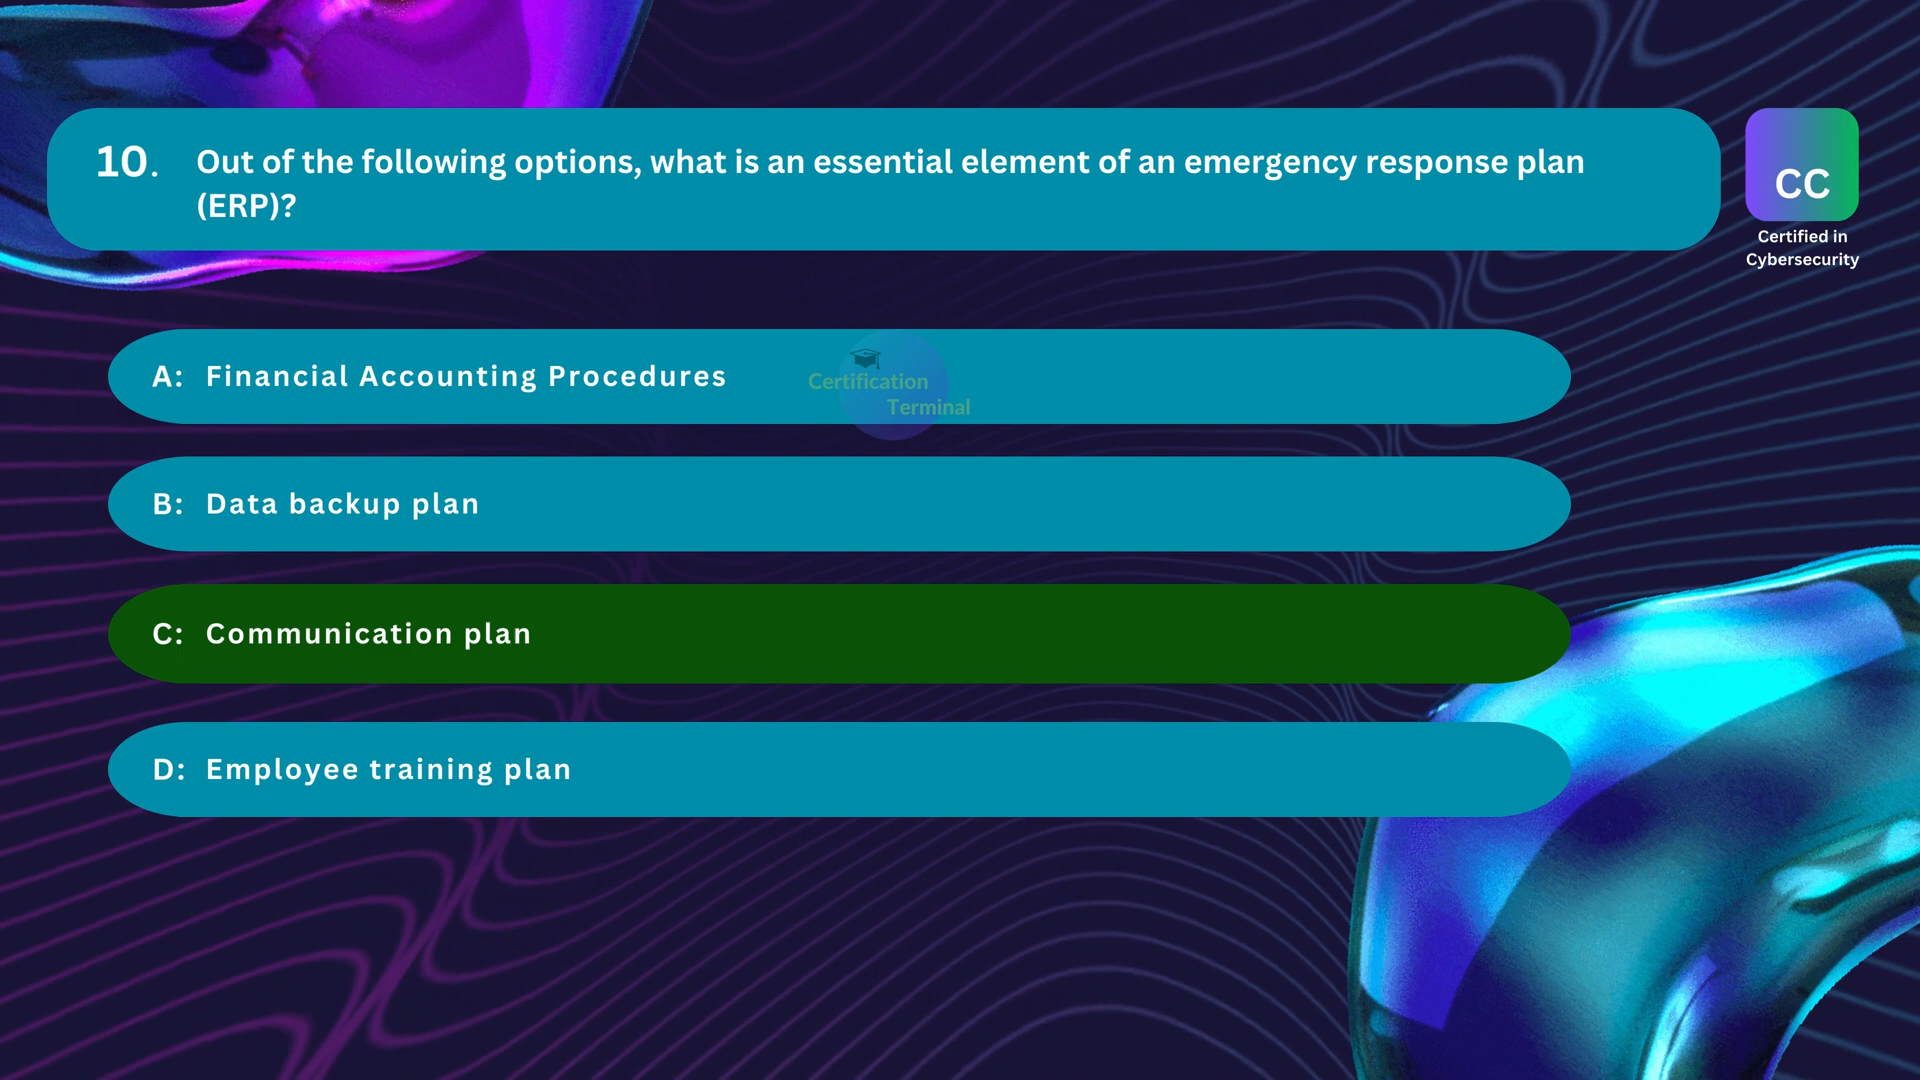 10. Out of the following options, what is an essential element of an emergency response plan
(ERP)?
CC
Certified in
Cybersecurity
A: Financial Accounting Procedures
Certification
Terminal
B: Data backup plan
C: Communication plan
D: Employee training plan